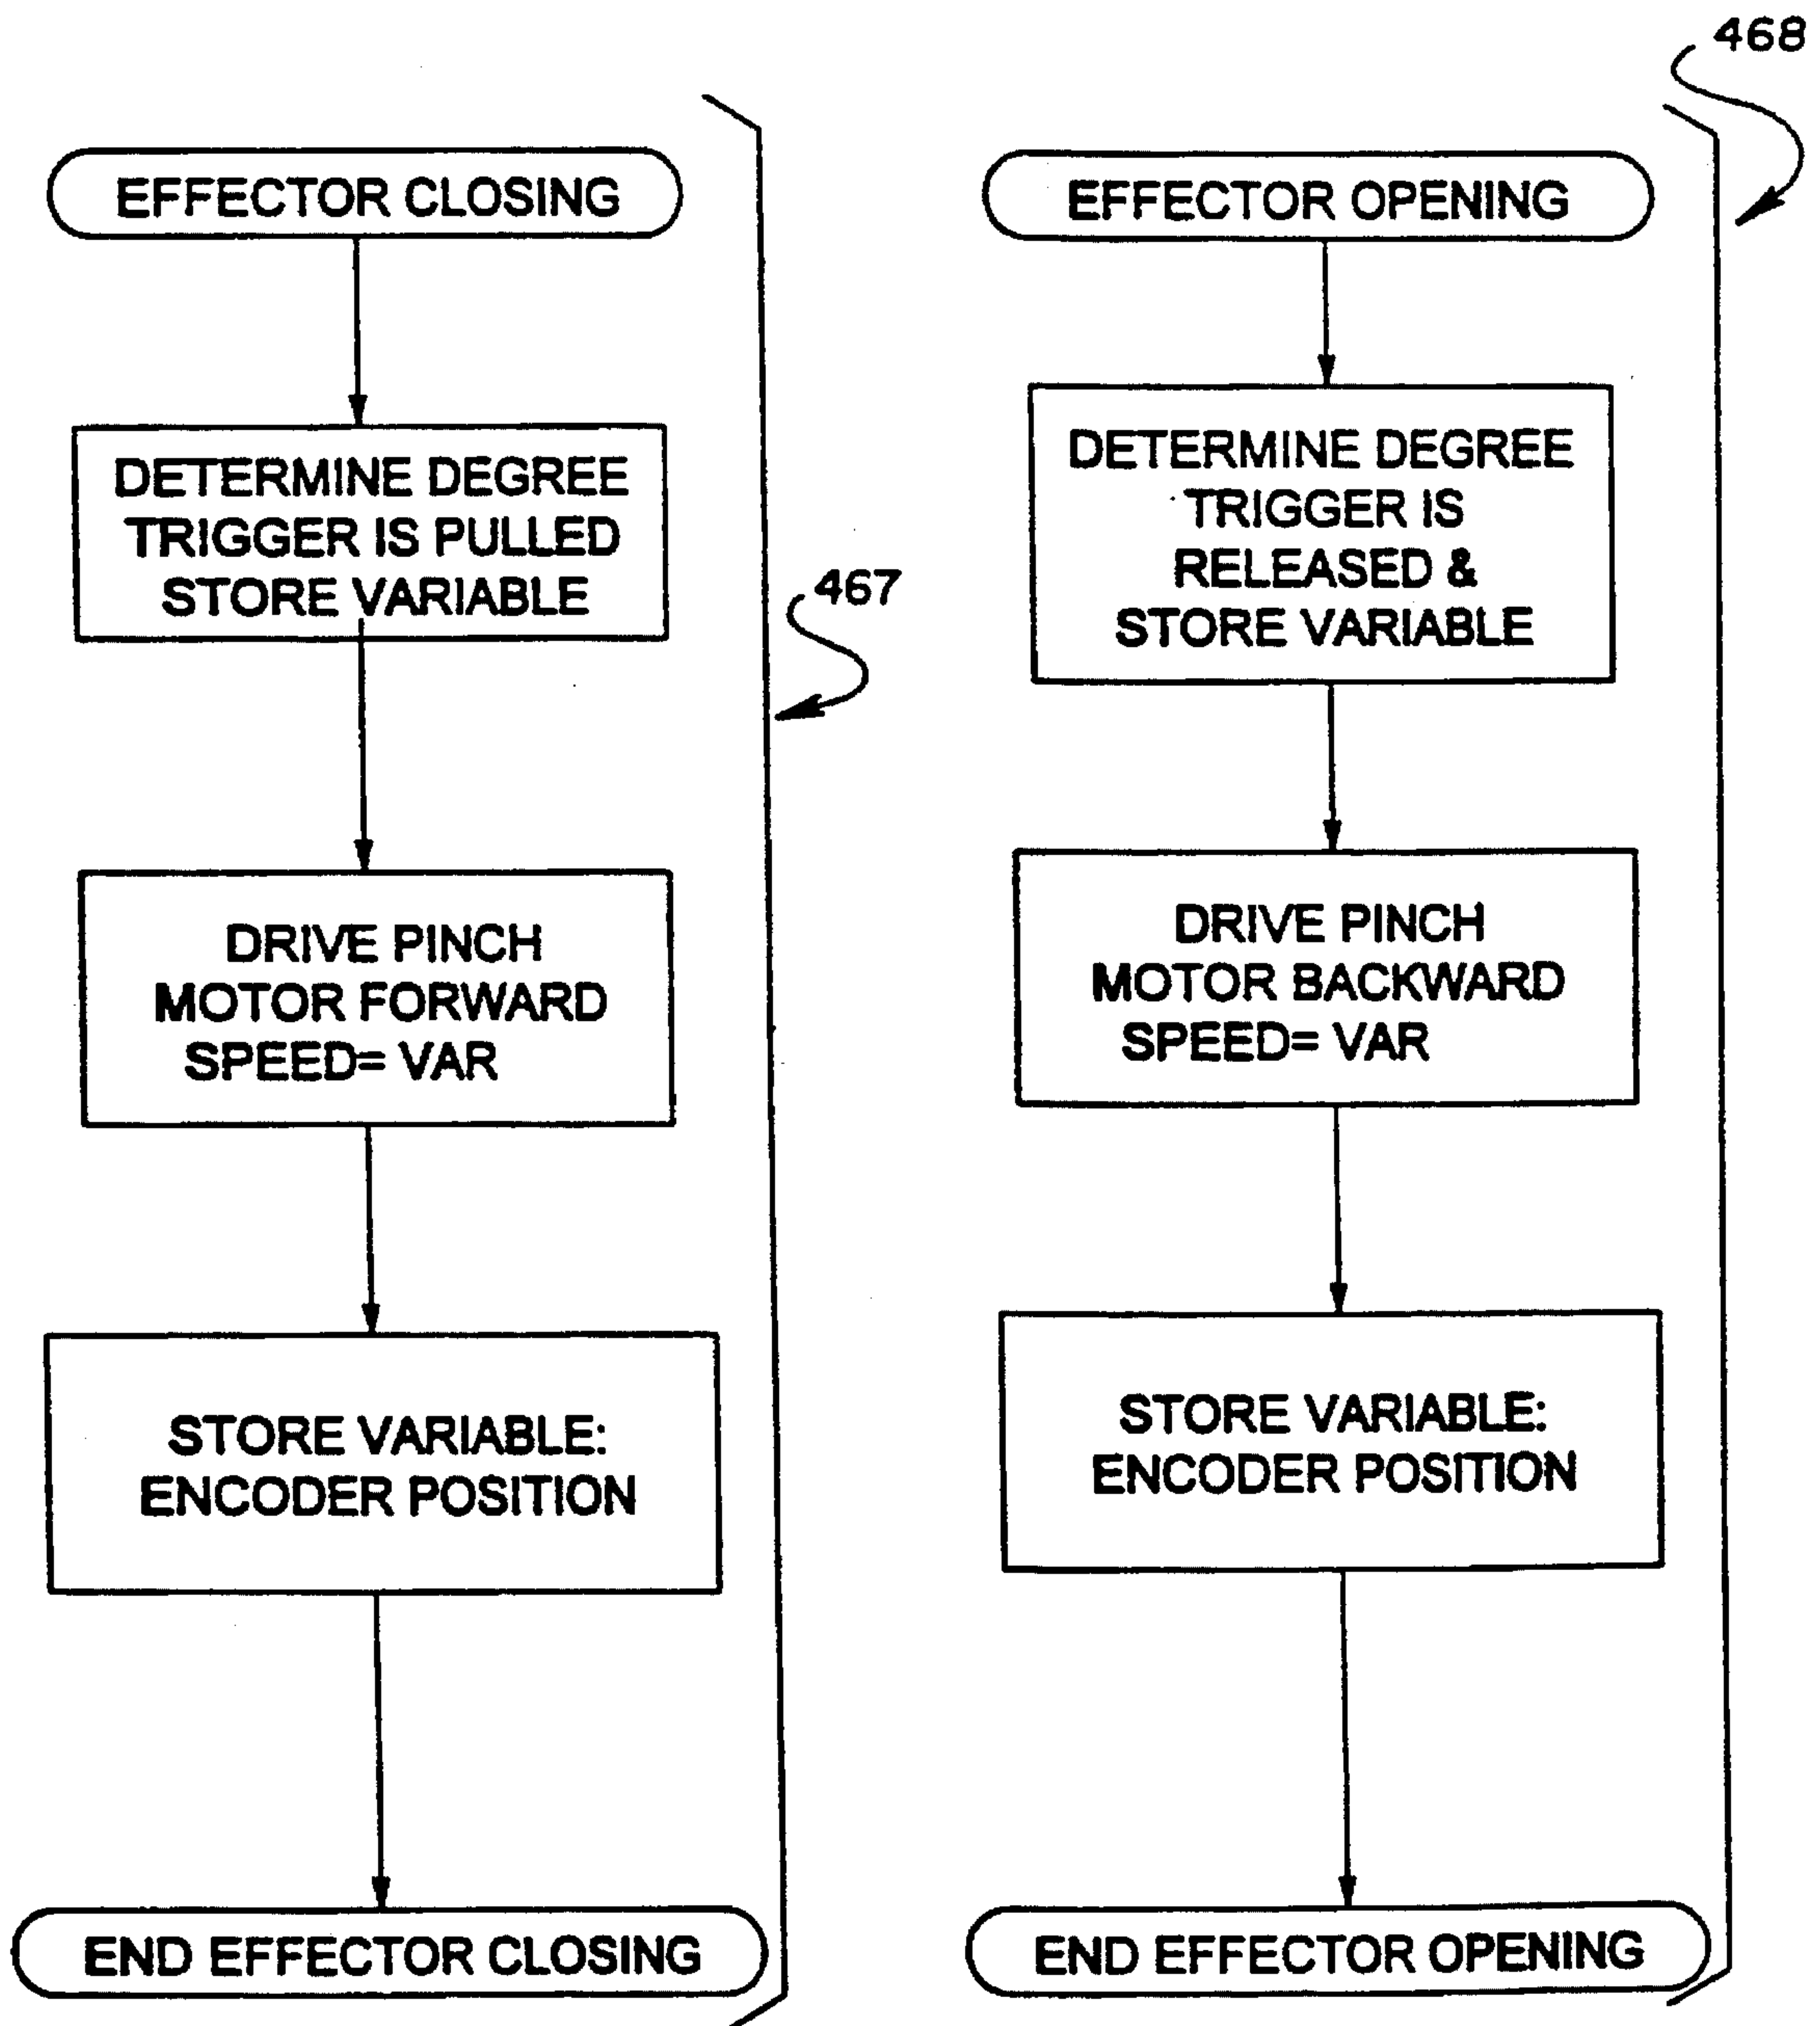 468
EFFECTOR CLOSING
DETERMINE DEGREE
TRIGGER IS PULLED
STORE VARIABLE
467
DRIVE PINCH
MOTOR FORWARD
SPEED= VAR
STORE VARIABLE:
ENCODER POSITION
END EFFECTOR CLOSING
EFFECTOR OPENING
DETERMINE DEGREE
TRIGGER IS
RELEASED &
STORE VARIABLE
DRIVE PINCH
MOTOR BACKWARD
SPEED= VAR
STORE VARIABLE:
ENCODER POSITION
END EFFECTOR OPENING